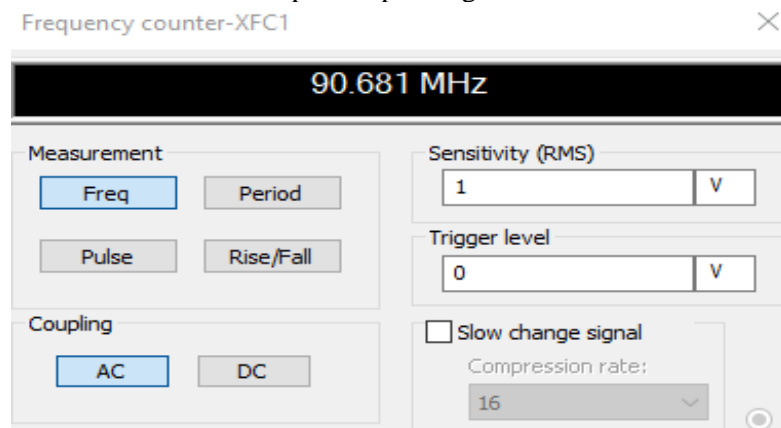 Frequency counter-XFC1
90.681 MHz
Measurement
Freq Period
Pulse Rise/Fall
Sensitivity (RMS)
1 V
Trigger level
0 V
Coupling
AC DC
Slow change signal
Compression rate:
16